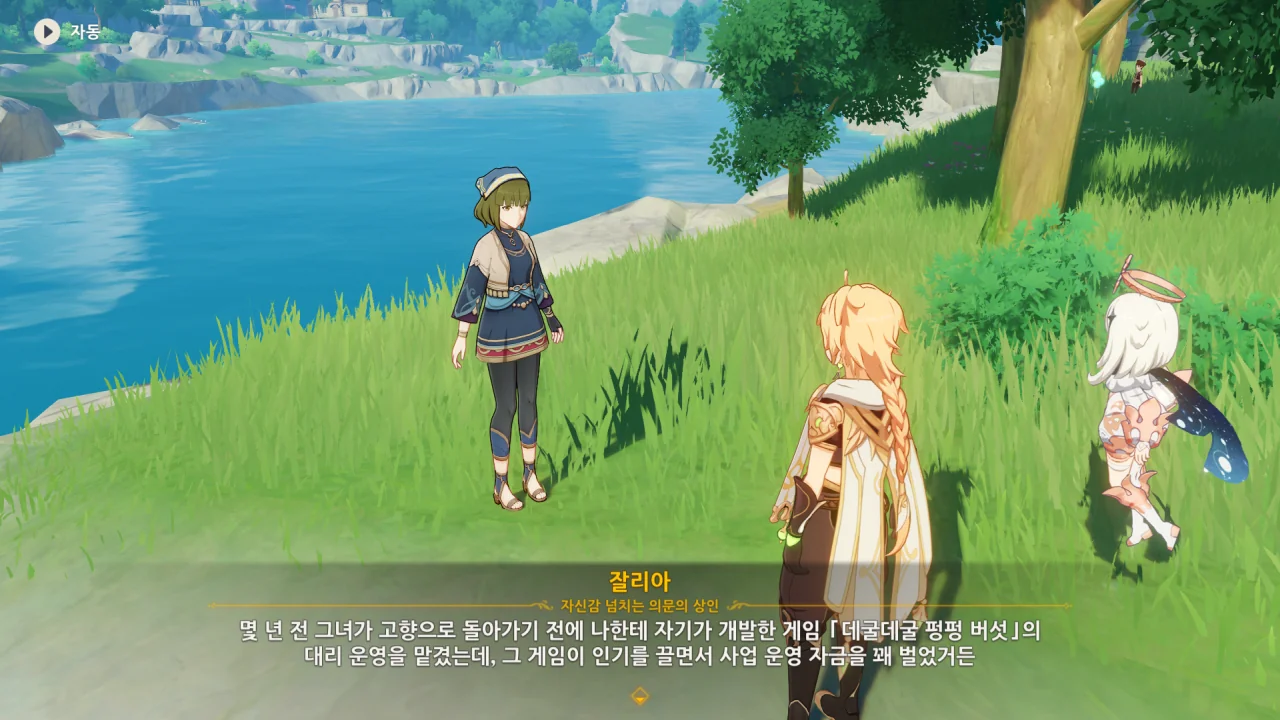 자동
잘리아
자신감 넘치는 의문의 상인
몇 년 전 그녀가 고향으로 돌아가기 전에 나한테 자기가 개발한 게임 「데굴데굴 펑펑 버섯」의
대리 운영을 맡겼는데, 그 게임이 인기를 끌면서 사업 운영 자금을 꽤 벌었거든